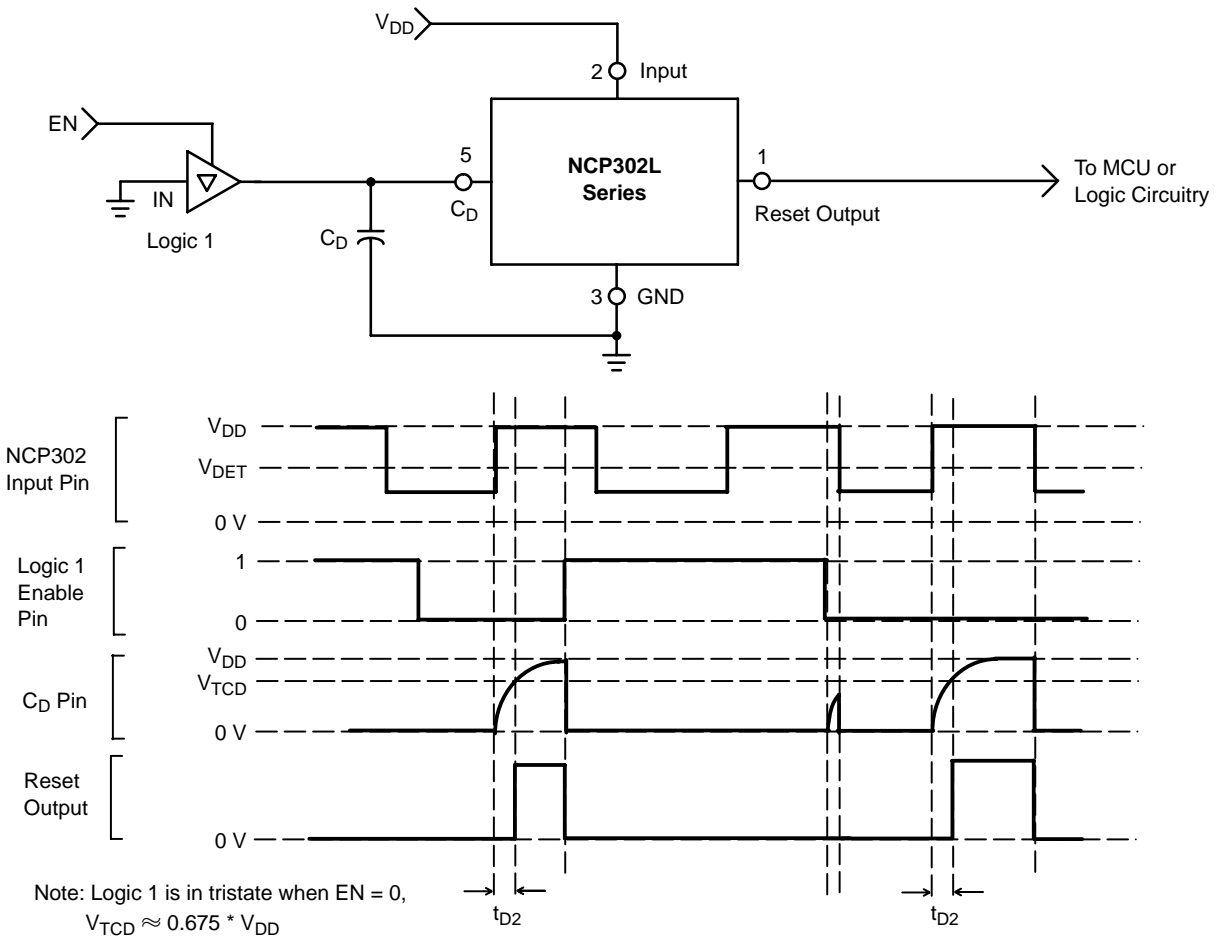 VDD
2 Input
EN
IN
Logic 1
CD
5
CD
NCP302L
Series
1
Reset Output
To MCU or
Logic Circuitry
3 GND
NCP302
Input Pin
VDD
VDET
0 V
Logic 1
Enable
Pin
1
0
CD Pin
VDD
VTCD
0 V
Reset
Output
0 V
tD2
tD2
Note: Logic 1 is in tristate when EN = 0,
VTCD ≈ 0.675 * VDD